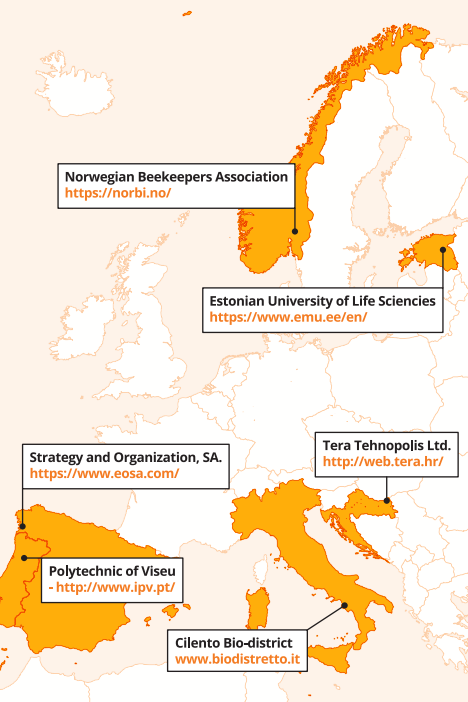 Norwegian Beekeepers Association
https://norbi.no/
Estonian University of Life Sciencies
https://www.emu.ee/en/
Strategy and Organization, SA.
https://www.eosa.com/
Tera Tehnopolis Ltd.
http://web.tera.hr/
Polytechnic of Viseu
- http://www.ipv.pt/
Cilento Bio-district
www.biodistretto.it